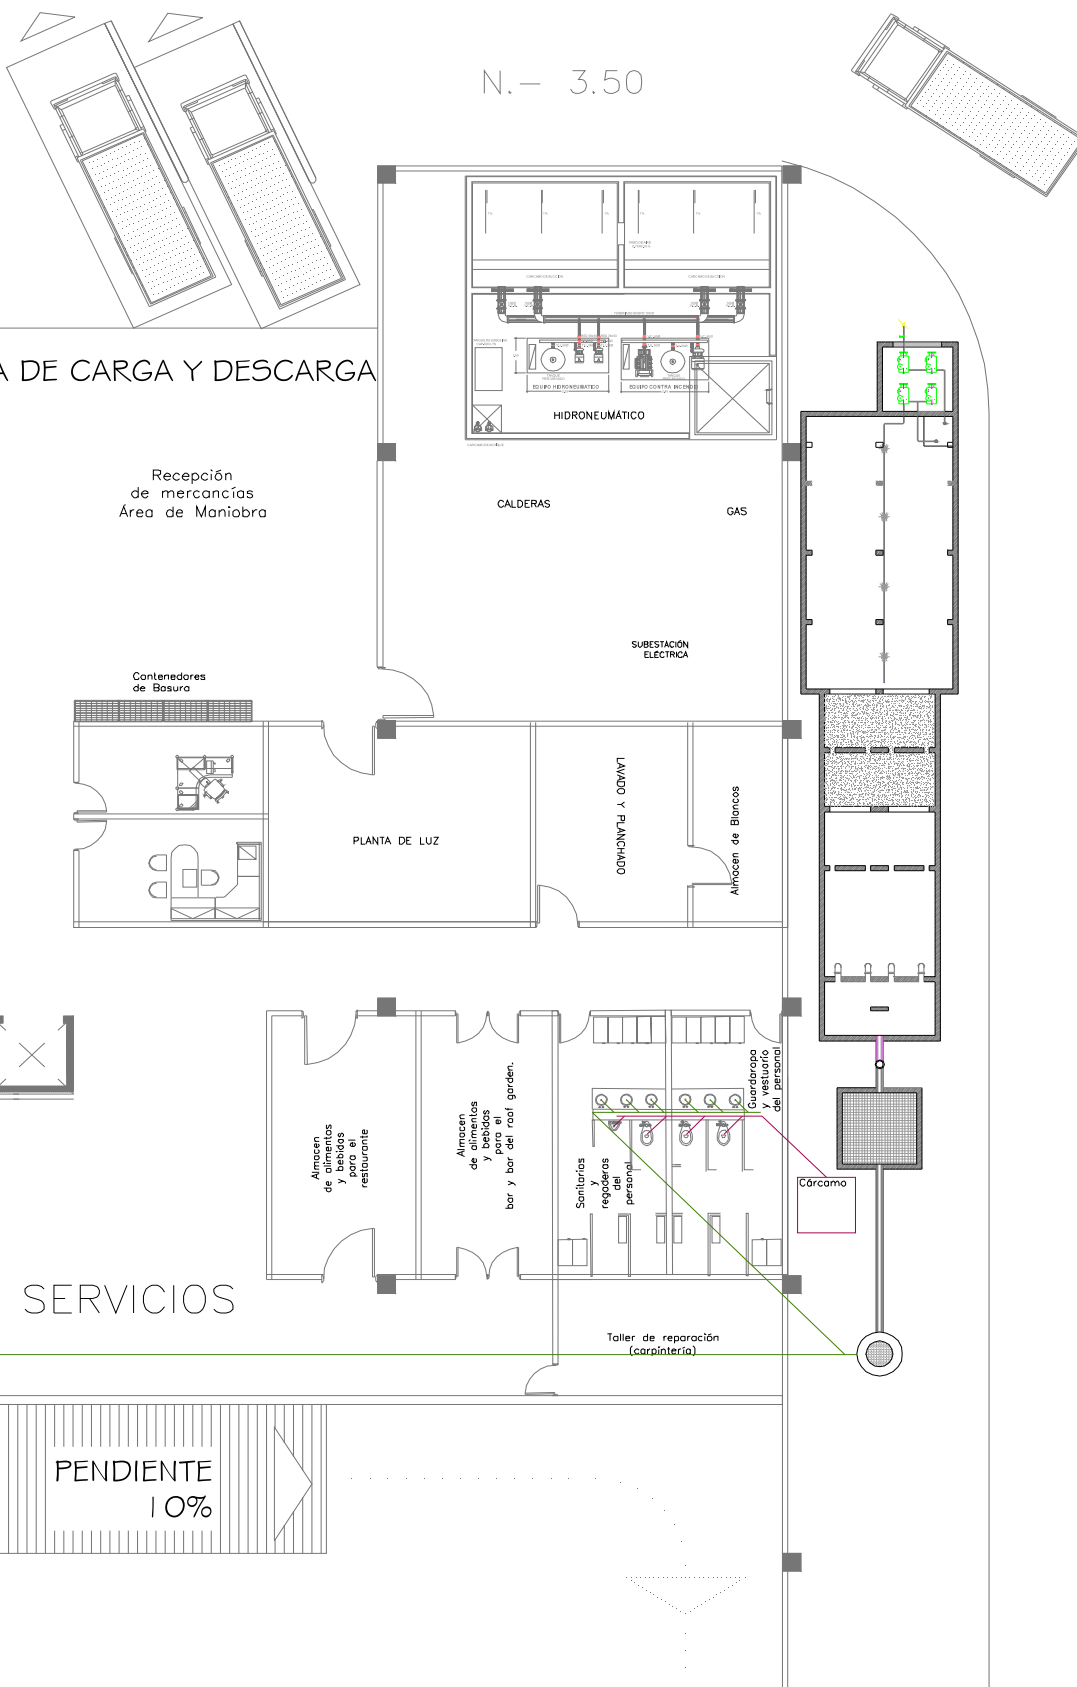 N.- 3.50
A DE CARGA Y DESCARGA
EQUIPO HIDRONEUMATICO
EQUIPO CONTRA INCENDIO
HIDRONEUMÁTICO
Recepción
de mercancías
Área de Maniobra
CALDERAS
GAS
SUBESTACIÓN
ELÉCTRICA
Contenedores
de Basura
PLANTA DE LUZ
LAVADO Y PLANCHADO
Almacen de Blancos
Guardaropa
y vestuario
del personal
Almacen
de alimentos
y bebidas
para el
restaurante
Almacen
de alimentos
y bebidas
para el
bar y bar del roof garden.
Sanitarias
y
regaderas
del
personal
Cárcamo
SERVICIOS
Taller de reparación
(carpintería)
PENDIENTE
10%